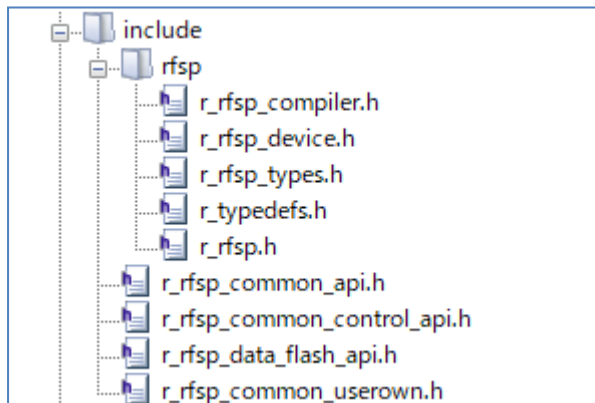 include
rfsp
r_rfsp_compiler.h
r_rfsp_device.h
r_rfsp_types.h
r_typedefs.h
r_rfsp.h
r_rfsp_common_api.h
r_rfsp_common_control_api.h
r_rfsp_data_flash_api.h
r_rfsp_common_userown.h